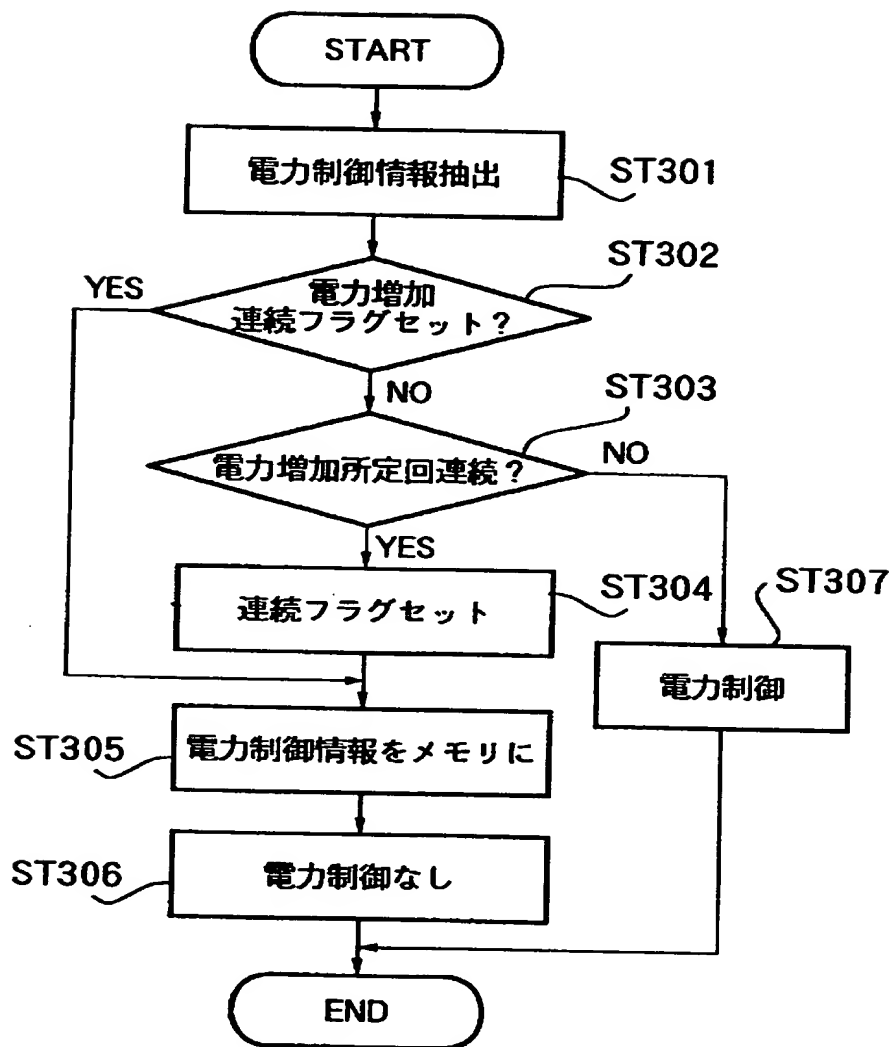 START
電力制御情報抽出
ST301
ST302
YES
電力増加
連続フラグセット?
NO
ST303
電力増加所定回連続?
NO
YES
ST304
連続フラグセット
ST307
電力制御
ST305
電力制御情報をメモリに
ST306
電力制御なし
END